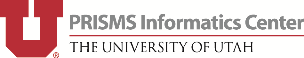 U®
PRISMS Informatics Center
THE UNIVERSITY OF UTAH